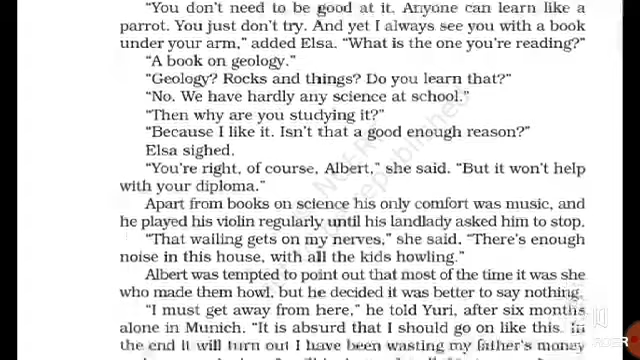 "You don't need to be good at it. Anyone can learn like a
parrot. You just don't try. And yet I always see you with a book
under your arm," added Elsa. "What is the one you're reading?"
"A book on geology."
"Geology? Rocks and things? Do you learn that?"
"No. We have hardly any science at school."
"Then why are you studying it?"
"Because I like it. Isn't that a good enough reason?"
Elsa sighed.
"You're right, of course, Albert," she said. "But it won't help
with your diploma."
Apart from books on science his only comfort was music, and
he played his violin regularly until his landlady asked him to stop.
"That wailing gets on my nerves," she said. "There's enough
noise in this house, with all the kids howling."
Albert was tempted to point out that most of the time it was she
who made them howl, but he decided it was better to say nothing.
"I must get away from here," he told Yuri, after six months
alone in Munich. "It is absurd that I should go on like this. In
the end it will turn out I have been wasting my father's money